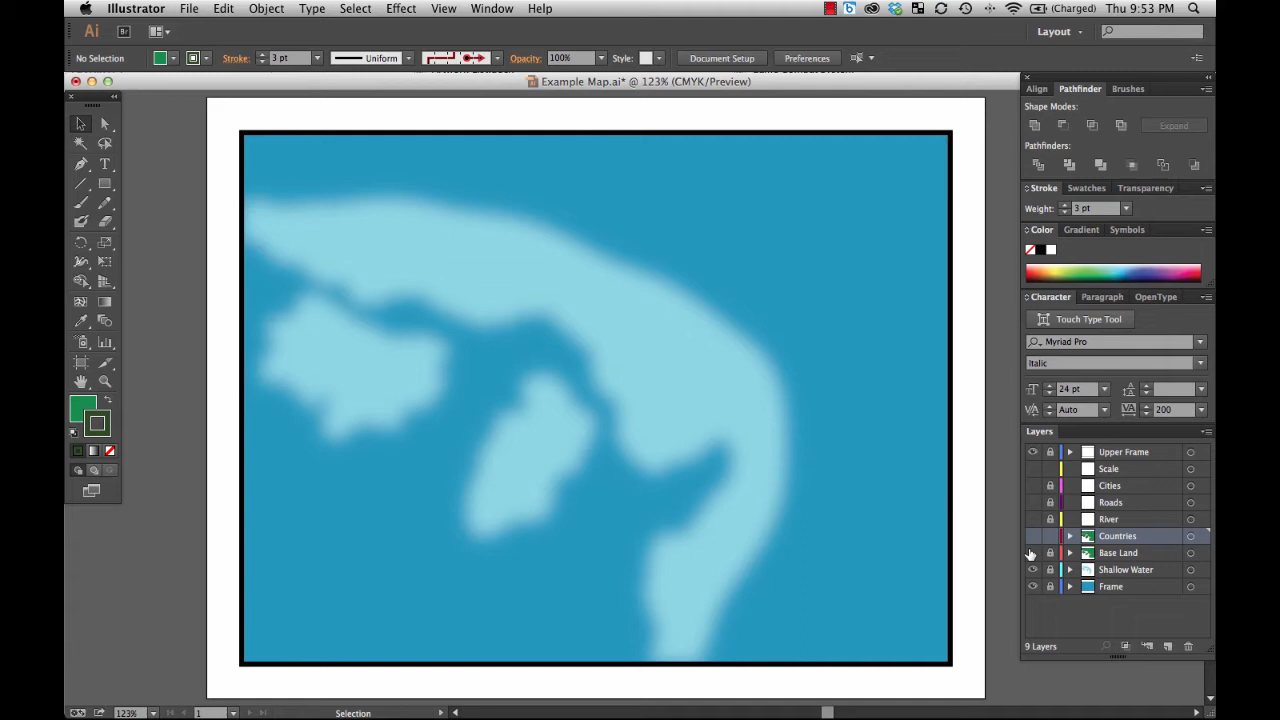 Illustrator File Edit Object Type Select Effect View Window Help (Charged) Thu 9:53 PM
Ai Br Layout
No Selection Stroke: 3 pt Uniform Opacity: 100% Style: Document Setup Preferences
Example Map.ai* @ 123% (CMYK/Preview)
Align Pathfinder Brushes
Shape Modes:
Expand
Pathfinders:
Stroke Swatches Transparency
Weight: 3 pt
Color Gradient Symbols
Character Paragraph OpenType
Touch Type Tool
Myriad Pro
Italic
24 pt
Auto 200
Layers
Upper Frame
Scale
Cities
Roads
River
Countries
Base Land
Shallow Water
Frame
9 Layers
123% 1 Selection